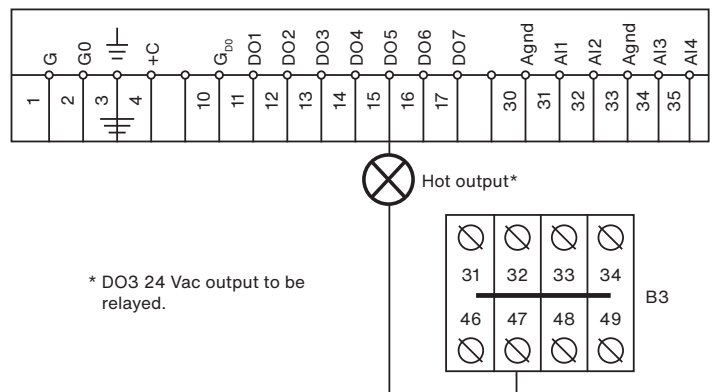 G G0 +C G DO DO1 DO2 DO3 DO4 DO5 DO6 DO7 Agnd AI1 AI2 Agnd AI3 AI4
1 2 3 4 10 11 12 13 14 15 16 17 30 31 32 33 34 35
Hot output*
* DO3 24 Vac output to be
relayed.
31 32 33 34
B3
46 47 48 49